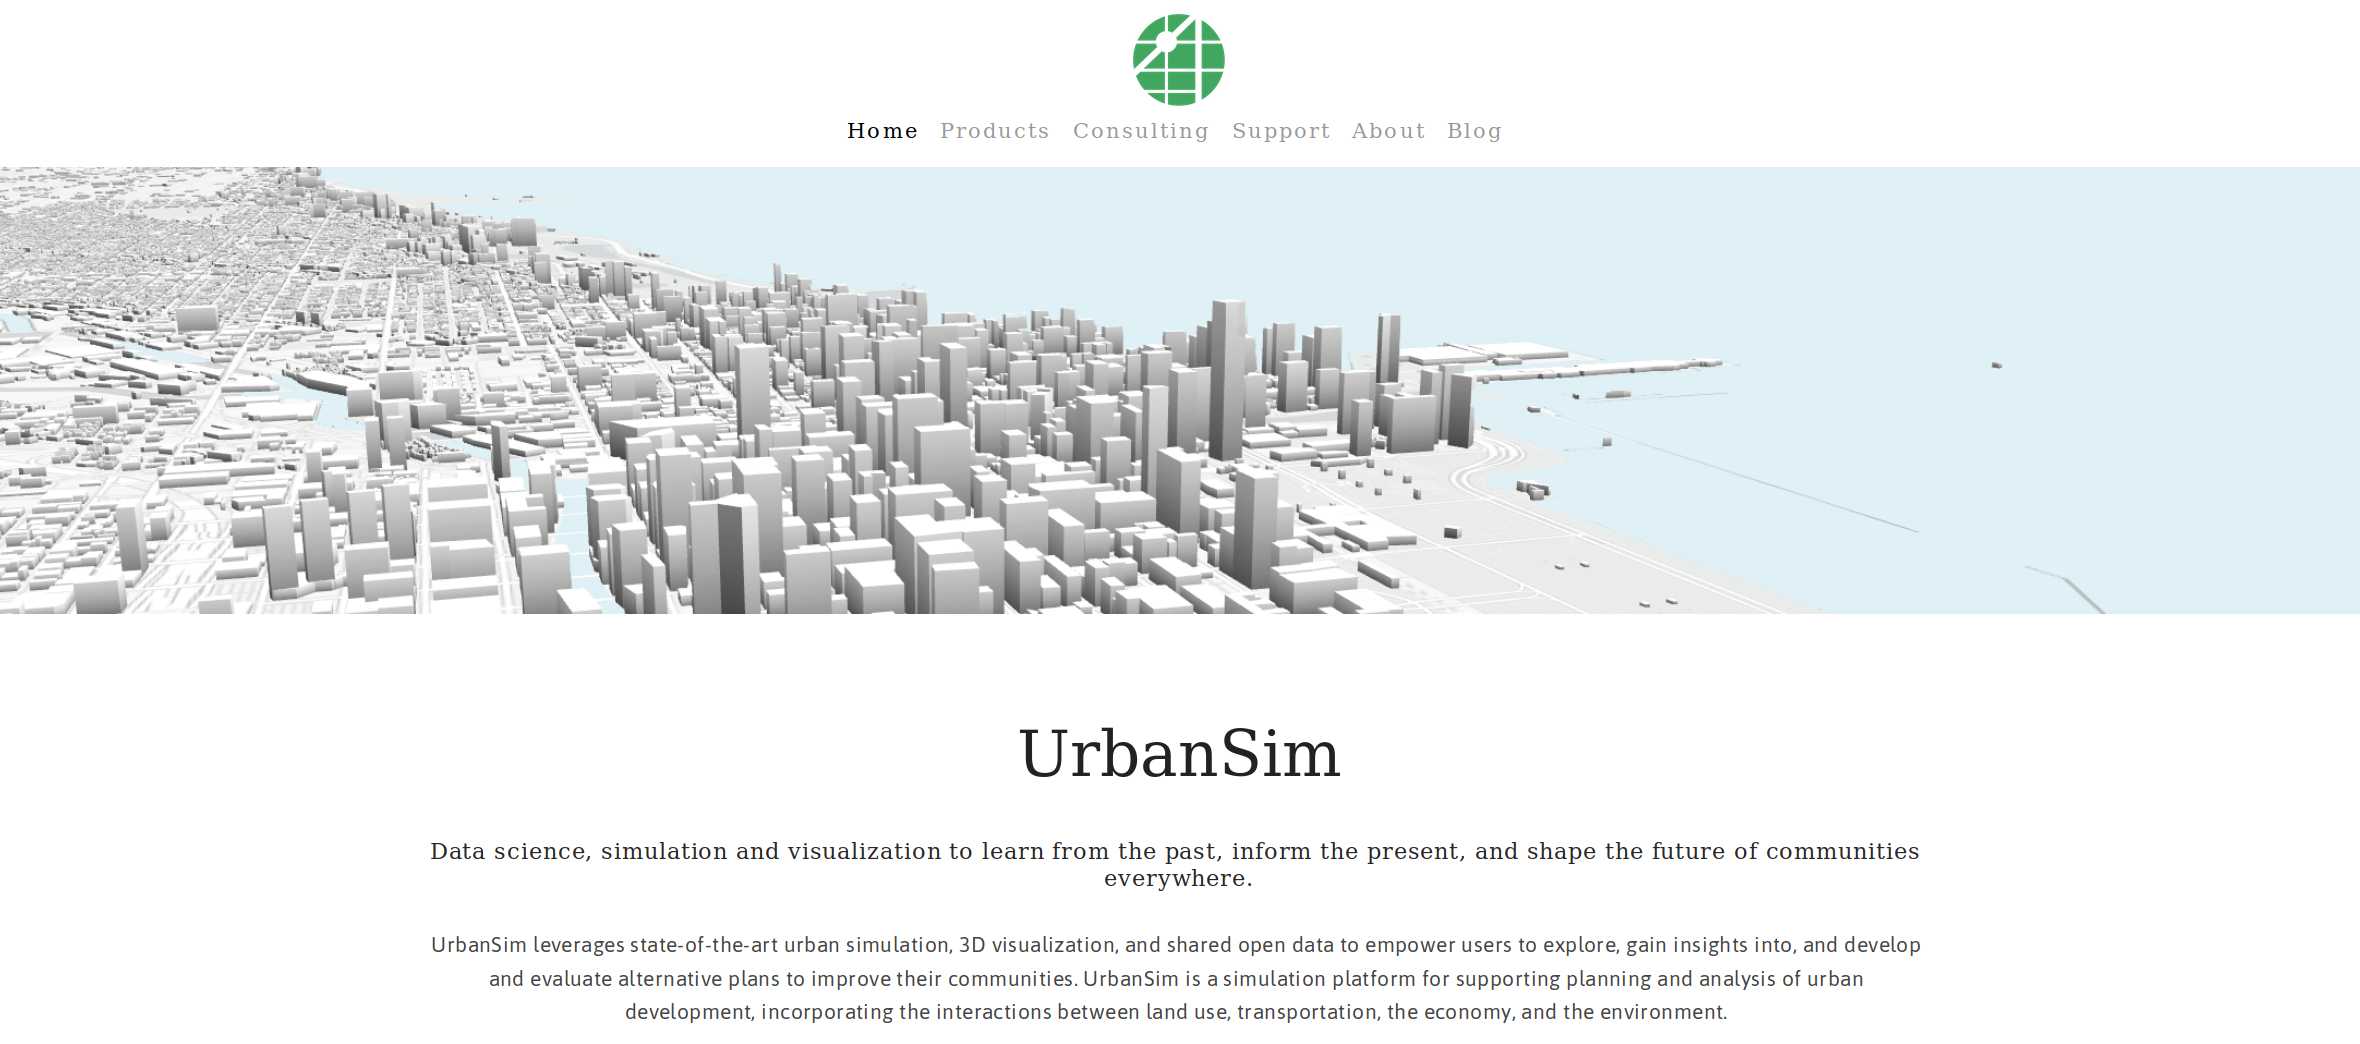 Home Products Consulting Support About Blog
UrbanSim
Data science, simulation and visualization to learn from the past, inform the present, and shape the future of communities
everywhere.
UrbanSim leverages state-of-the-art urban simulation, 3D visualization, and shared open data to empower users to explore, gain insights into, and develop
and evaluate alternative plans to improve their communities. UrbanSim is a simulation platform for supporting planning and analysis of urban
development, incorporating the interactions between land use, transportation, the economy, and the environment.